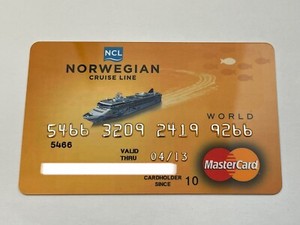 NCL
NORWEGIAN
CRUISE LINE
WORLD
5466 3209 2419 9266
5466
VALID
THRU 04/13
MasterCard
CARDHOLDER
SINCE 10